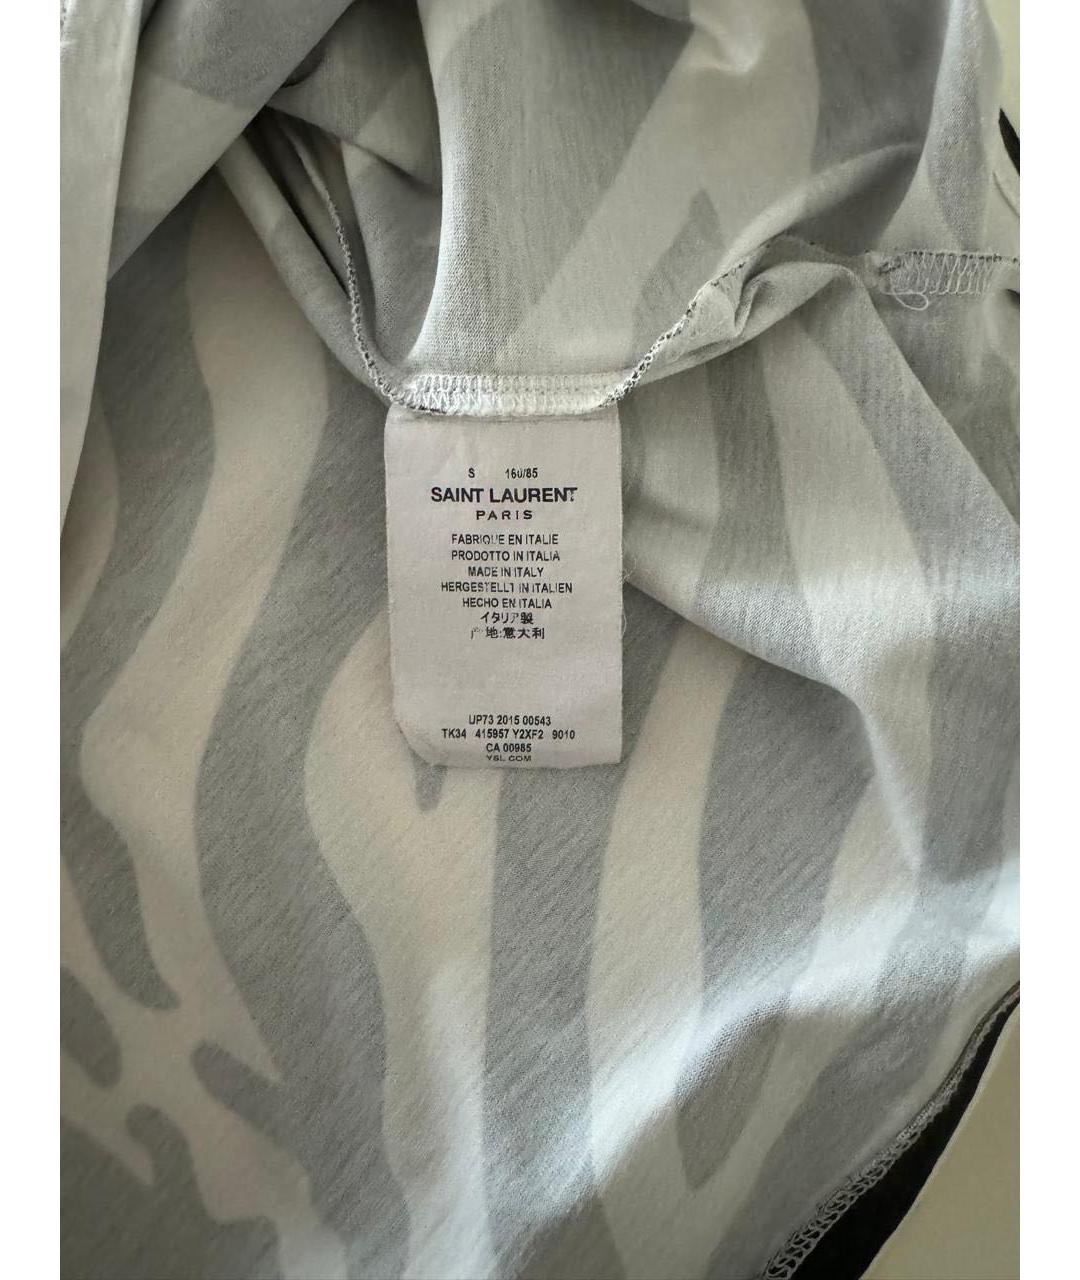 S 160/85
SAINT LAURENT
PARIS
FABRIQUE EN ITALIE
PRODOTTO IN ITALIA
MADE IN ITALY
HERGESTELLT IN ITALIEN
HECHO EN ITALIA
イタリア製
产地:意大利
UP73 2015 00543
TK34 415957 Y2XF2 9010
CA 00985
YSL.COM